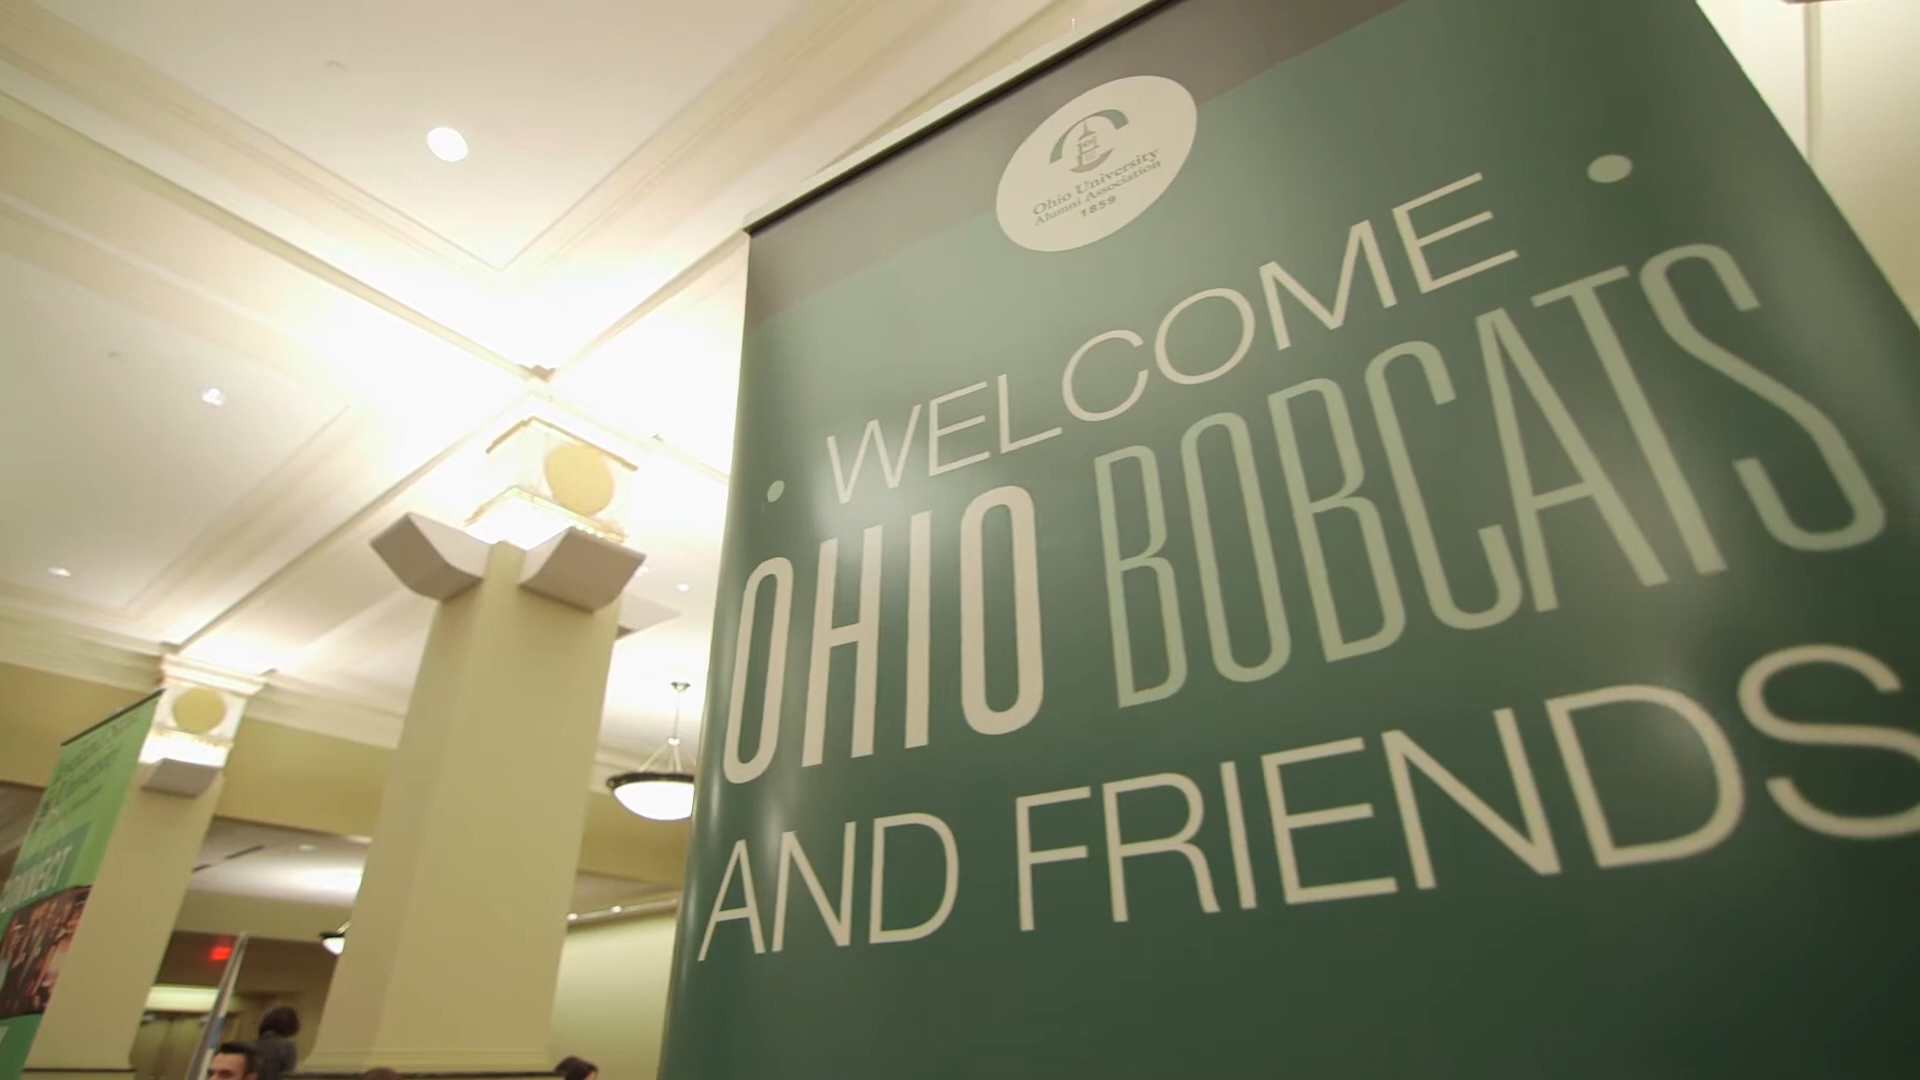 Ohio University
Alumni Association
1859
• WELCOME •
OHIO BOBCATS
AND FRIENDS